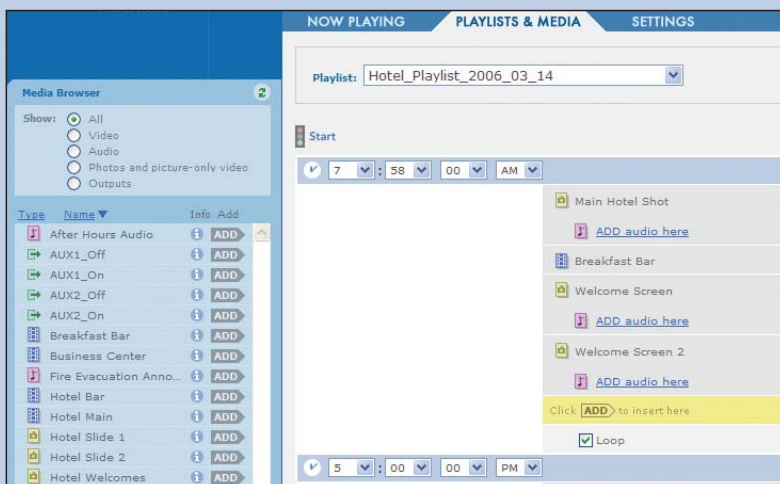 NOW PLAYING PLAYLISTS & MEDIA SETTINGS
Playlist: Hotel_Playlist_2006_03_14
Media Browser
Show: All
Video
Audio
Photos and picture-only video
Outputs
Type Name Info Add
After Hours Audio ADD
AUX1_Off ADD
AUX1_On ADD
AUX2_Off ADD
AUX2_On ADD
Breakfast Bar ADD
Business Center ADD
Fire Evacuation Anno... ADD
Hotel Bar ADD
Hotel Main ADD
Hotel Slide 1 ADD
Hotel Slide 2 ADD
Hotel Welcomes ADD
Start
7 : 58 00 AM
Main Hotel Shot
ADD audio here
Breakfast Bar
Welcome Screen
ADD audio here
Welcome Screen 2
ADD audio here
Click ADD to insert here
Loop
5 : 00 00 PM